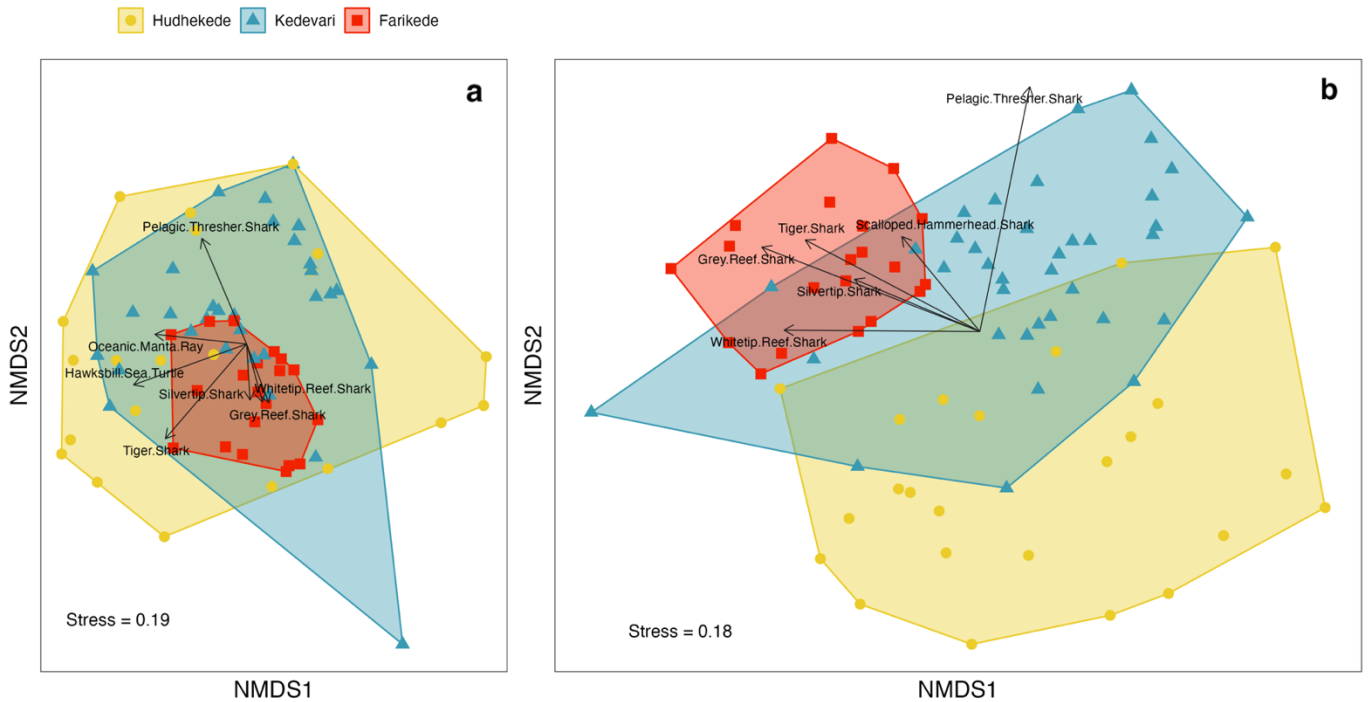 Hudhekede Kedevari Farikede
a
Pelagic.Thresher.Shark
Oceanic.Manta.Ray
Hawksbill.Sea.Turtle
Silvertip.Shark
Whitetip.Reef.Shark
Grey.Reef.Shark
Tiger.Shark
Stress = 0.19
NMDS2
NMDS1
b
Pelagic.Thresher.Shark
Scalloped.Hammerhead.Shark
Tiger.Shark
Grey.Reef.Shark
Silvertip.Shark
Whitetip.Reef.Shark
Stress = 0.18
NMDS2
NMDS1